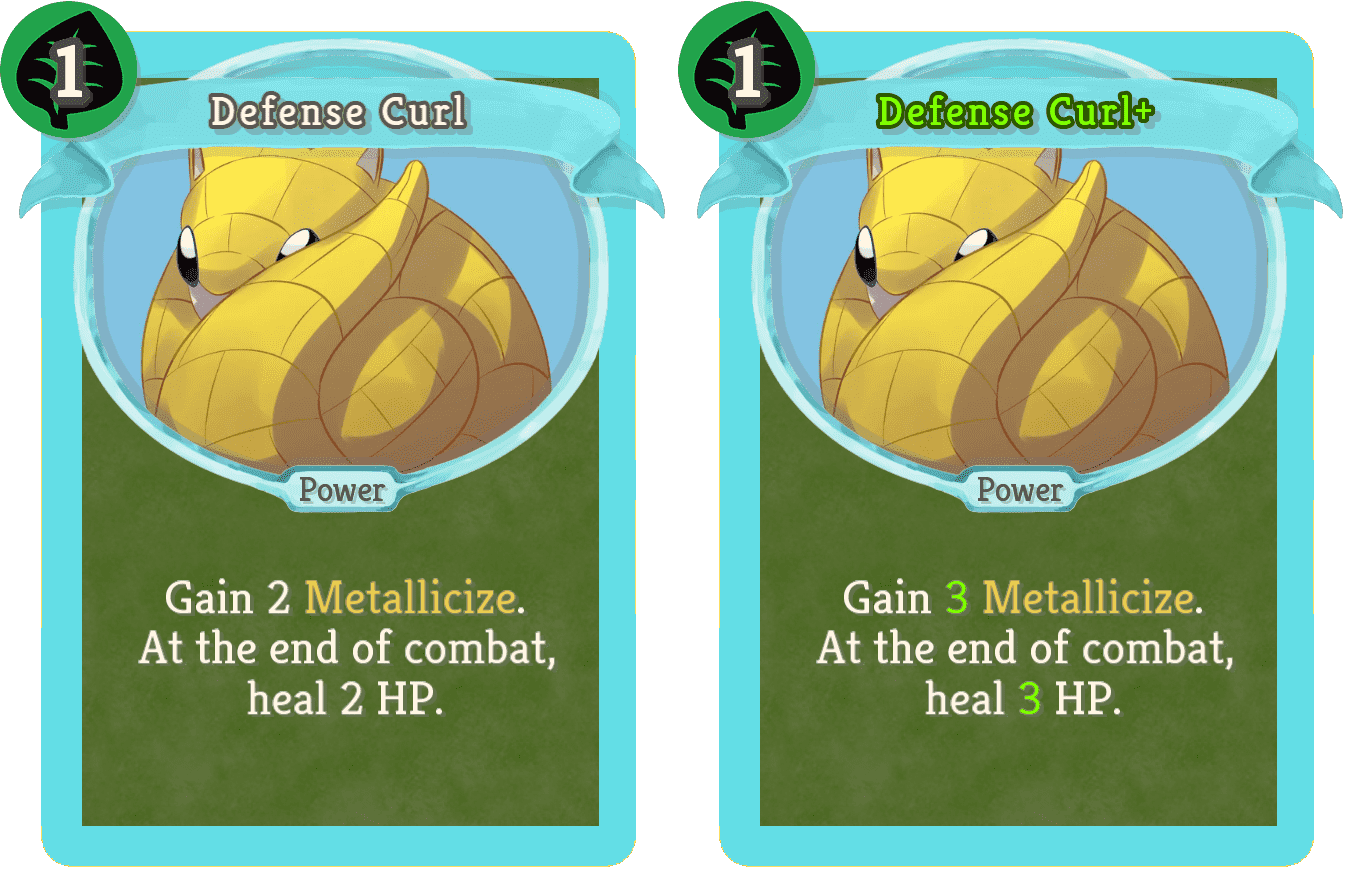 1
Defense Curl
Power
Gain 2 Metallicize.
At the end of combat,
heal 2 HP.
1
Defense Curl+
Power
Gain 3 Metallicize.
At the end of combat,
heal 3 HP.